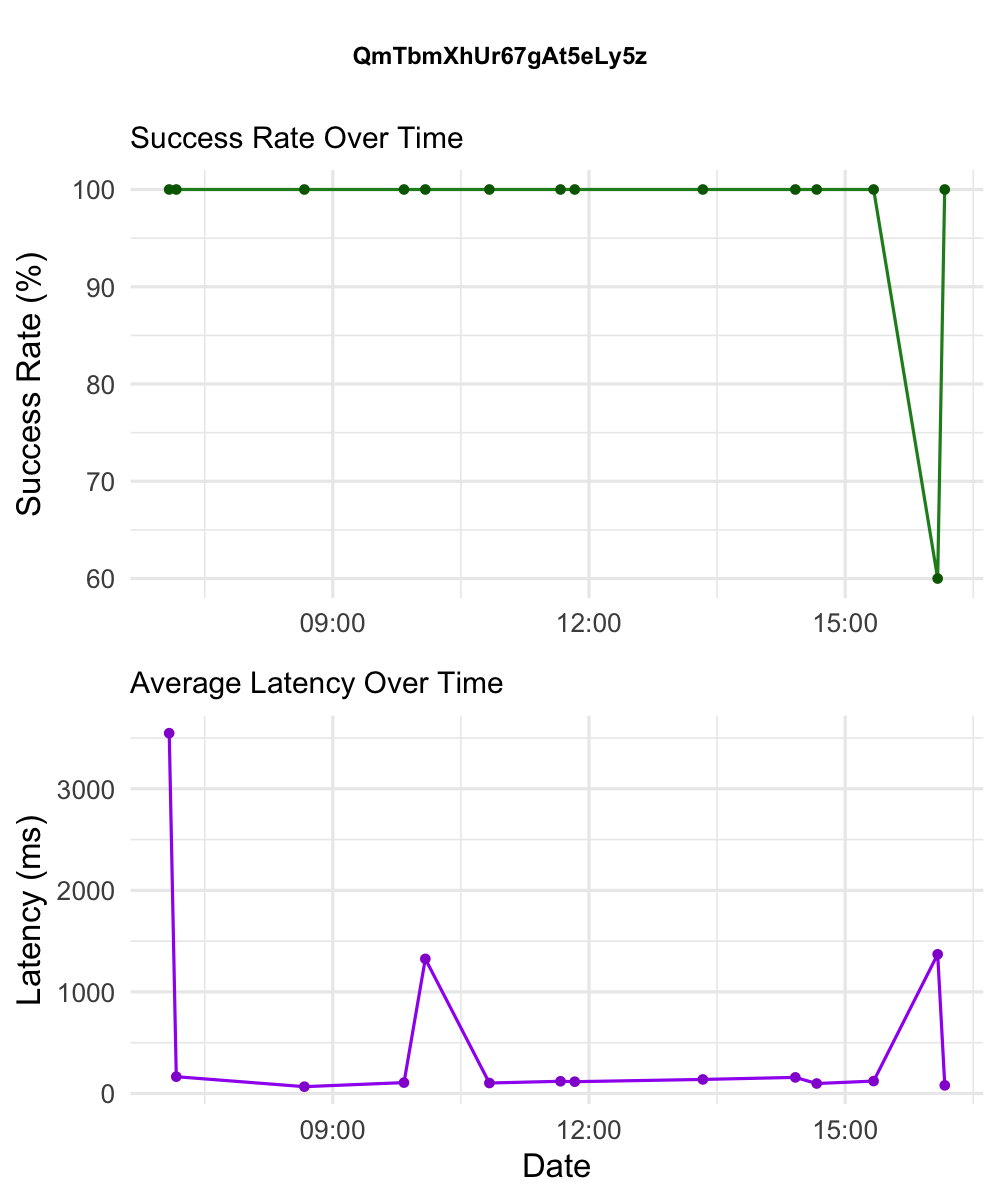 QmTbmXhUr67gAt5eLy5z
Success Rate Over Time
Success Rate (%)
100
90
80
70
60
09:00 12:00 15:00
Average Latency Over Time
Latency (ms)
3000
2000
1000
0
09:00 12:00 15:00
Date